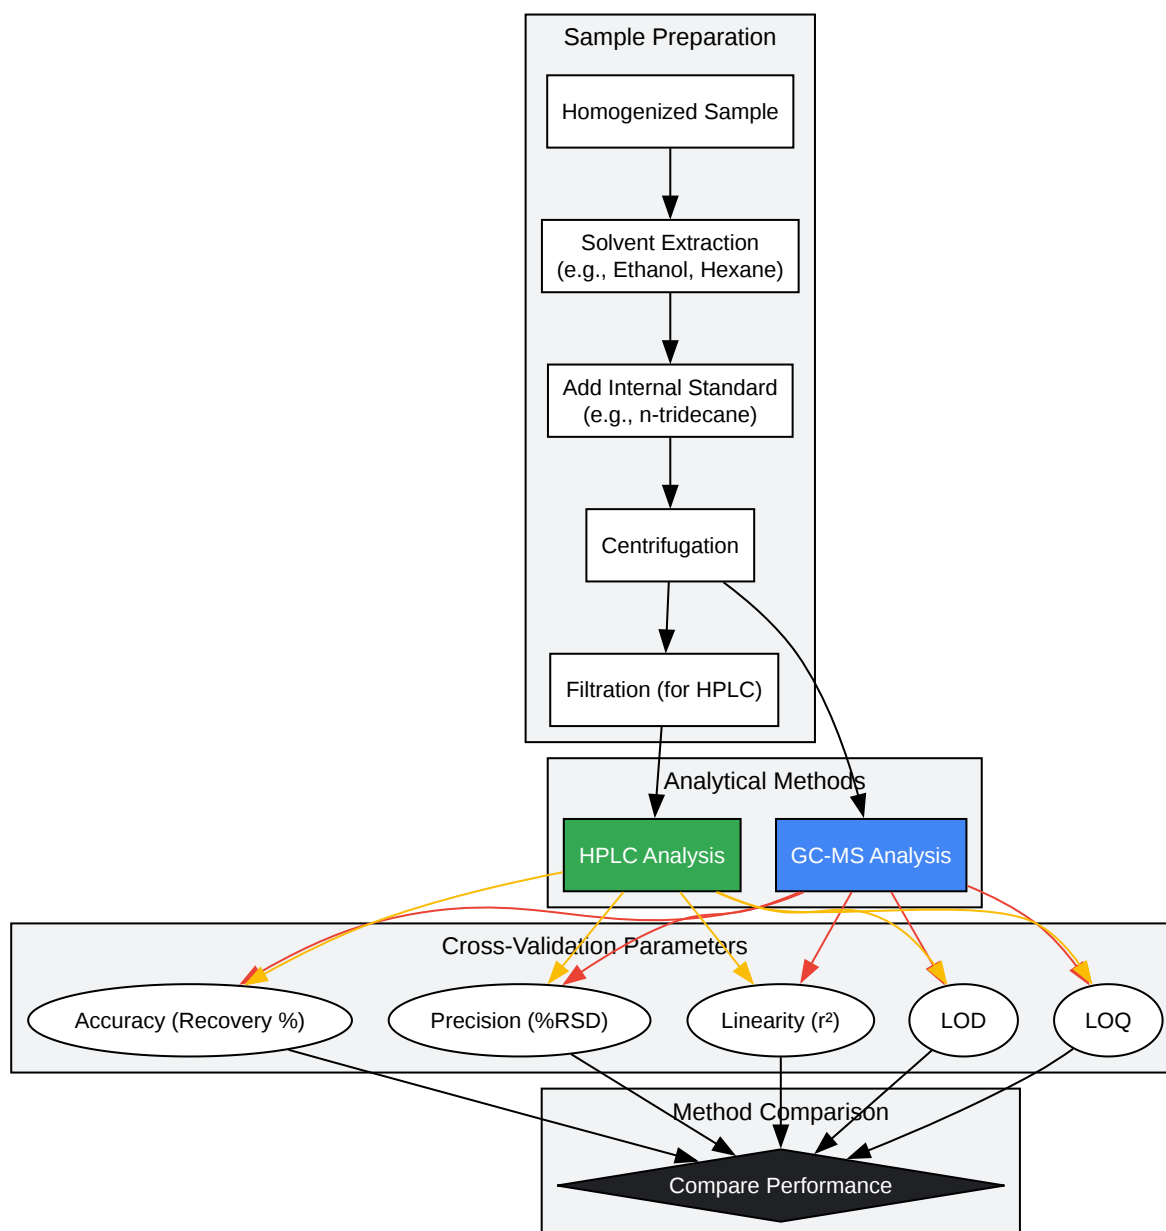 Sample Preparation
Homogenized Sample
Solvent Extraction
(e.g., Ethanol, Hexane)
Add Internal Standard
(e.g., n-tridecane)
Centrifugation
Filtration (for HPLC)
Analytical Methods
HPLC Analysis
GC-MS Analysis
Cross-Validation Parameters
Accuracy (Recovery %)
Precision (%RSD)
Linearity (r²)
LOD
LOQ
Method Comparison
Compare Performance